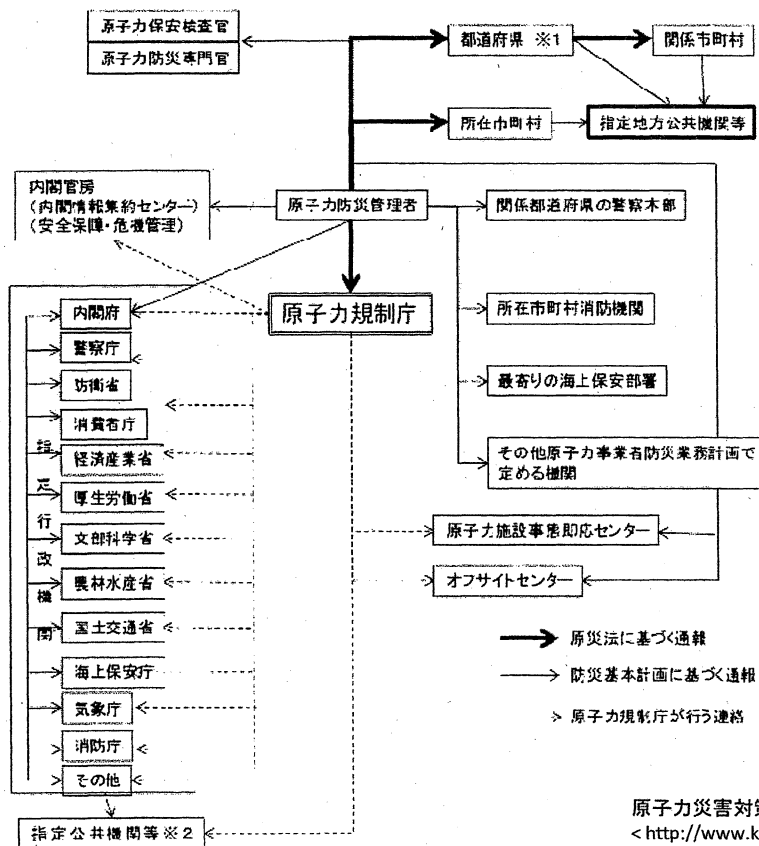 原子力保安検査官
原子力防災専門官
都道府県 ※1
関係市町村
所在市町村
指定地方公共機関等
内閣官房
(内閣情報集約センター)
(安全保障・危機管理)
原子力防災管理者
関係都道府県の警察本部
原子力規制庁
所在市町村消防機関
最寄りの海上保安部署
その他原子力事業者防災業務計画で
定める機関
原子力施設事態即応センター
オフサイトセンター
指定行政機関
内閣府
警察庁
防衛省
消費者庁
経済産業省
厚生労働省
文部科学省
農林水産省
国土交通省
海上保安庁
気象庁
消防庁
その他
指定公共機関等※2
原災法に基づく通報
防災基本計画に基づく通報
原子力規制庁が行う連絡
原子力災害対策
<http://www.k